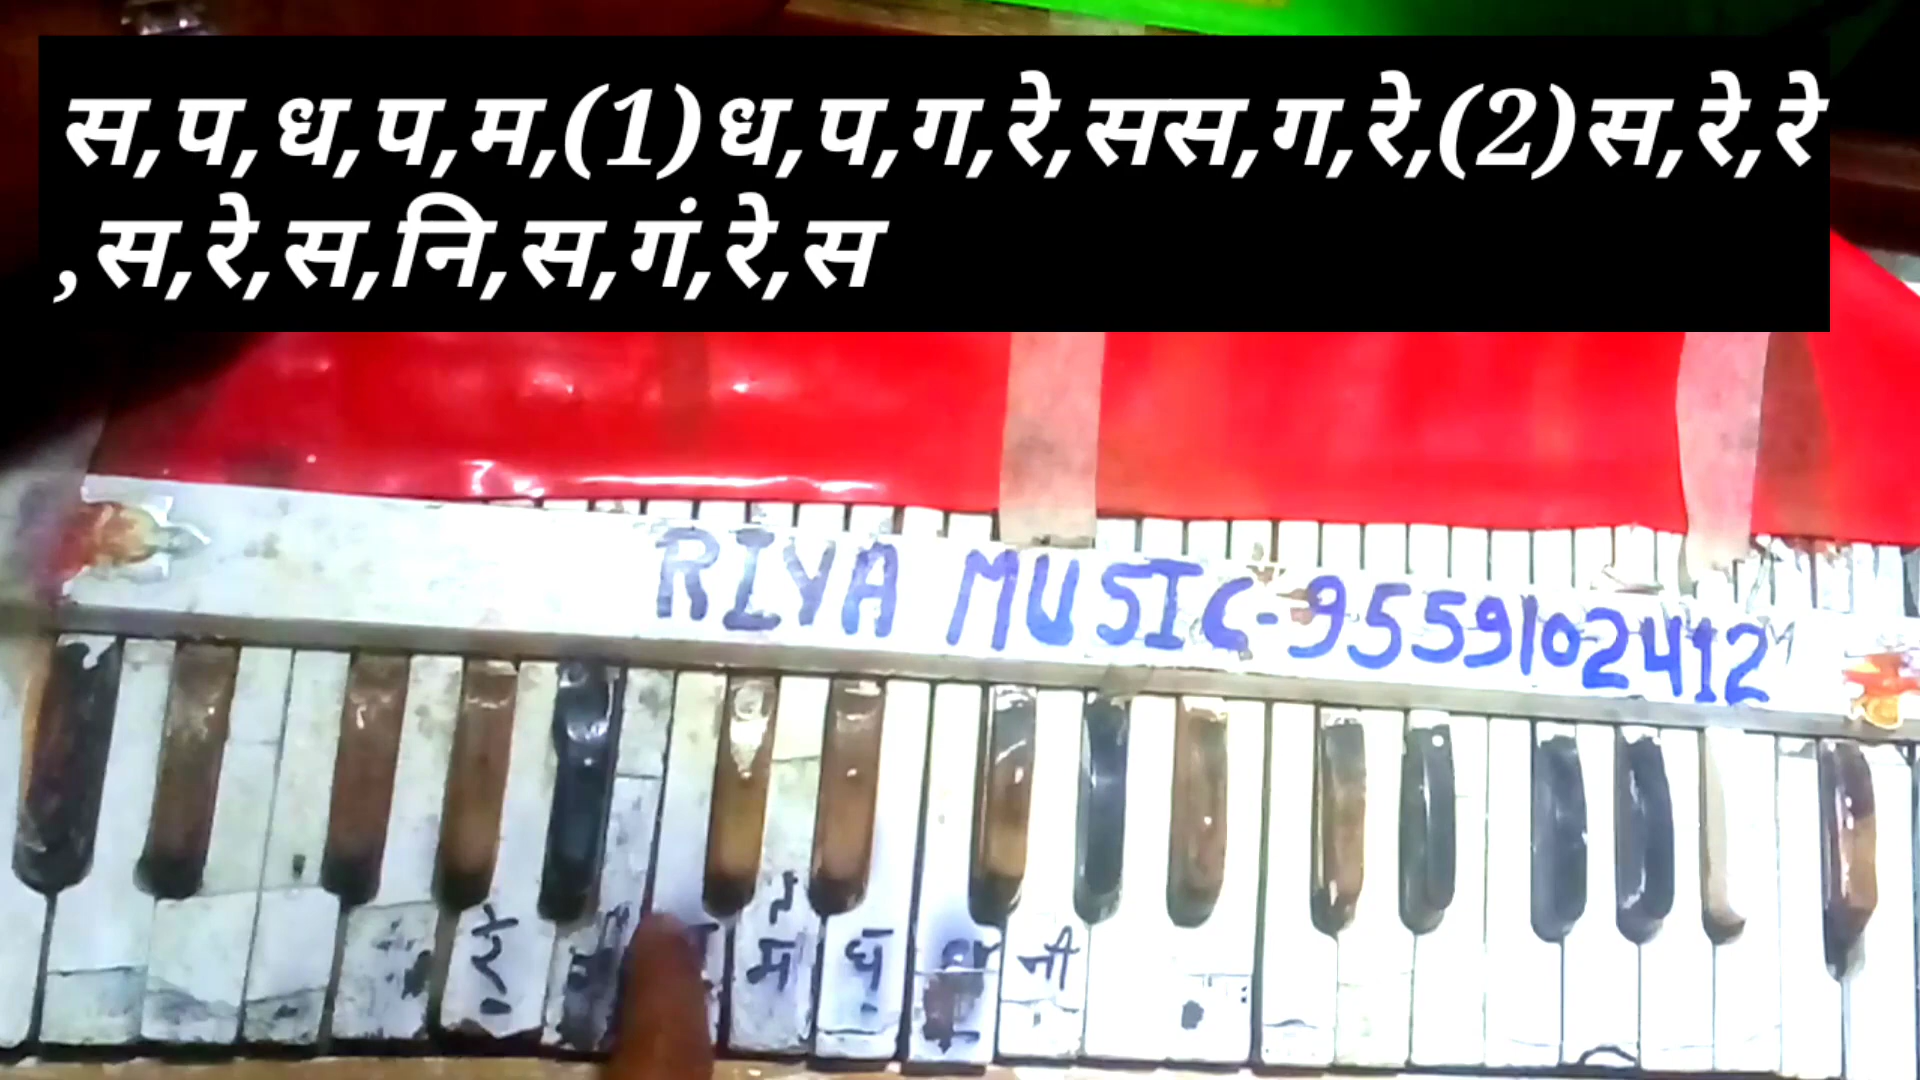 स,प,ध,प,म,(1)ध,प,ग,रे,सस,ग,रे,(2)स,रे,रे
,स,रे,स,नि,स,गं,रे,स
RIYA MUSIC-9559102412
म ध नी